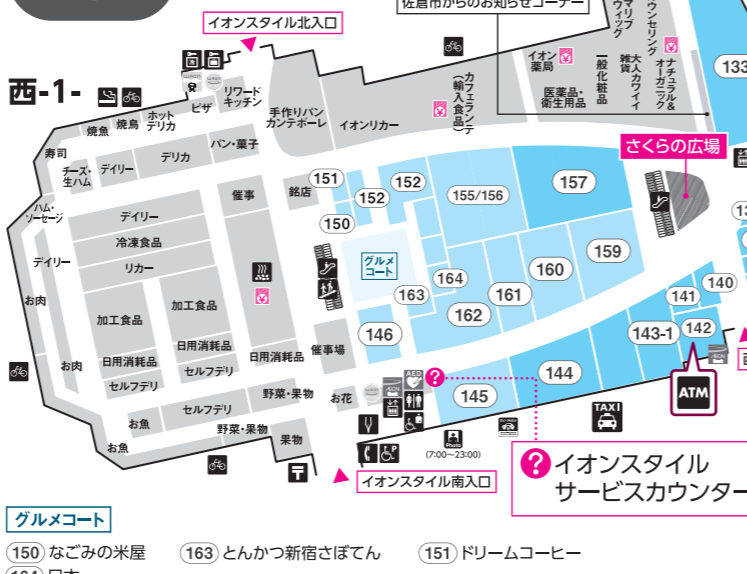 佐倉市からのお知らせコーナー
イオンスタイル北入口
西-1-
焼魚
焼鳥
ホット
デリカ
ピザ
リワード
キッチン
手作りパン
カンテボーレ
イオンリカー
カフェランテ
(輸入食品)
イオン
薬局
医薬品・
衛生用品
一般化粧品
大人カワイイ
雑貨
ナチュラル&
オーガニック
133
さくらの広場
寿司
チーズ・
生ハム
デイリー
デリカ
パン・菓子
ハム・
ソーセージ
催事
銘店
151
152
152
155/156
157
150
デイリー
冷凍食品
リカー
デイリー
お肉
お肉
加工食品
加工食品
日用消耗品
日用消耗品
日用消耗品
セルフデリ
セルフデリ
セルフデリ
グルメ
コート
163
164
162
161
160
159
146
催事場
140
141
142
143-1
144
145
AED
ATM
TAXI
Photo
(7:00〜23:00)
お魚
お魚
野菜・果物
野菜・果物
果物
お花
イオンスタイル南入口
?イオンスタイル
サービスカウンター
グルメコート
150 なごみの米屋
163 とんかつ新宿さぼてん
151 ドリームコーヒー